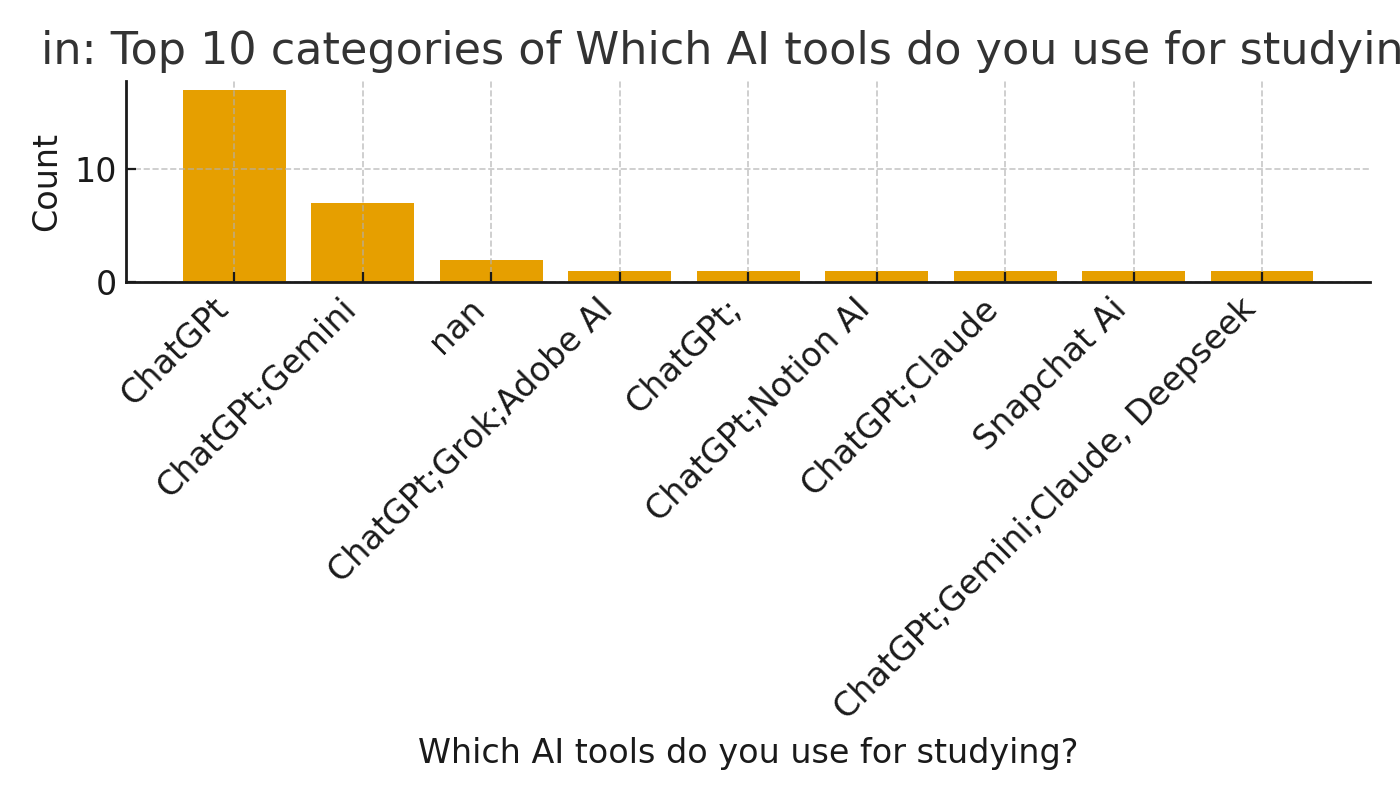 in: Top 10 categories of Which AI tools do you use for studyin
Count
10
0
ChatGPt
ChatGPt;Gemini
nan
ChatGPt;Grok;Adobe AI
ChatGPt;
ChatGPt;Notion AI
ChatGPt;Claude
Snapchat Ai
ChatGPt;Gemini;Claude, Deepseek
Which AI tools do you use for studying?